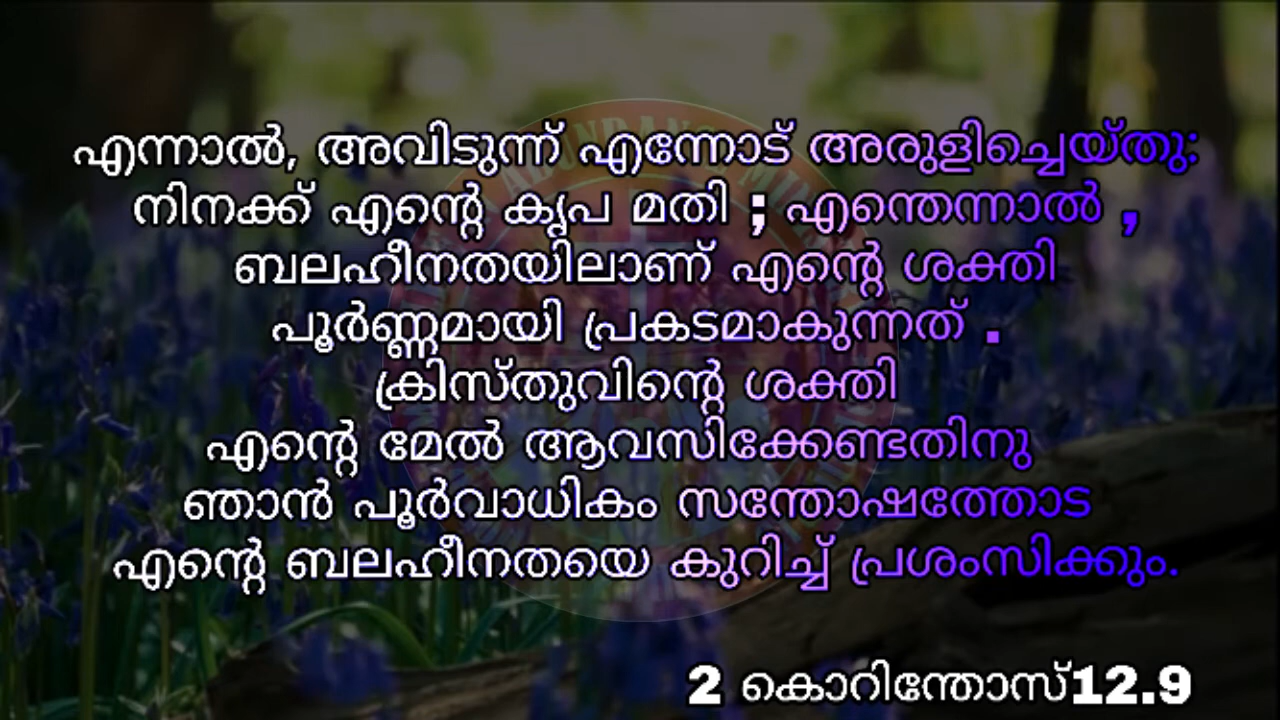 എന്നാൽ, അവിടുന്ന് എന്നോട് അരുളിച്ചെയ്തു:
നിനക്ക് എന്റെ കൃപ മതി ; എന്തെന്നാൽ ,
ബലഹീനതയിലാണ് എന്റെ ശക്തി
പൂർണ്ണമായി പ്രകടമാകുന്നത് .
ക്രിസ്തുവിന്റെ ശക്തി
എന്റെ മേൽ ആവസിക്കേണ്ടതിനു
ഞാൻ പൂർവാധികം സന്തോഷത്തോട
എന്റെ ബലഹീനതയെ കുറിച്ച് പ്രശംസിക്കും.
2 കൊറിന്തോസ്12.9